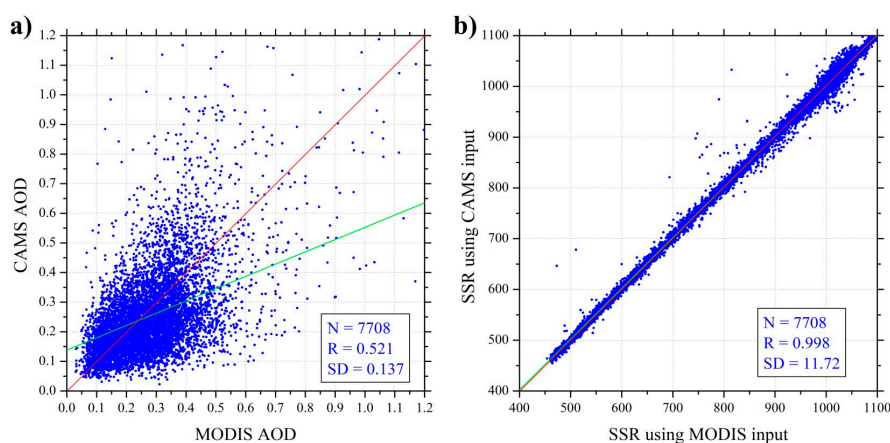 a)
1.2
1.1
1.0
0.9
0.8
0.7
0.6
0.5
0.4
0.3
0.2
0.1
0.0
CAMS AOD
N = 7708
R = 0.521
SD = 0.137
0.0 0.1 0.2 0.3 0.4 0.5 0.6 0.7 0.8 0.9 1.0 1.1 1.2
MODIS AOD
b)
1100
1000
900
800
700
600
500
400
SSR using CAMS input
N = 7708
R = 0.998
SD = 11.72
400 500 600 700 800 900 1000 1100
SSR using MODIS input